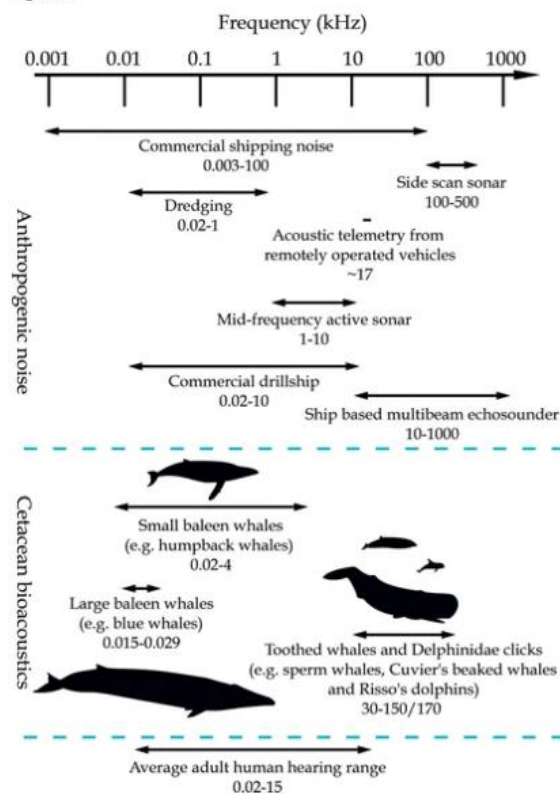 Frequency (kHz)
0.001 0.01 0.1 1 10 100 1000
Anthropogenic noise
Commercial shipping noise
0.003-100
Side scan sonar
100-500
Dredging
0.02-1
Acoustic telemetry from
remotely operated vehicles
~17
Mid-frequency active sonar
1-10
Commercial drillship
0.02-10
Ship based multibeam echosounder
10-1000
Cetacean bioacoustics
Small baleen whales
(e.g. humpback whales)
0.02-4
Large baleen whales
(e.g. blue whales)
0.015-0.029
Toothed whales and Delphinidae clicks
(e.g. sperm whales, Cuvier's beaked whales
and Risso's dolphins)
30-150/170
Average adult human hearing range
0.02-15